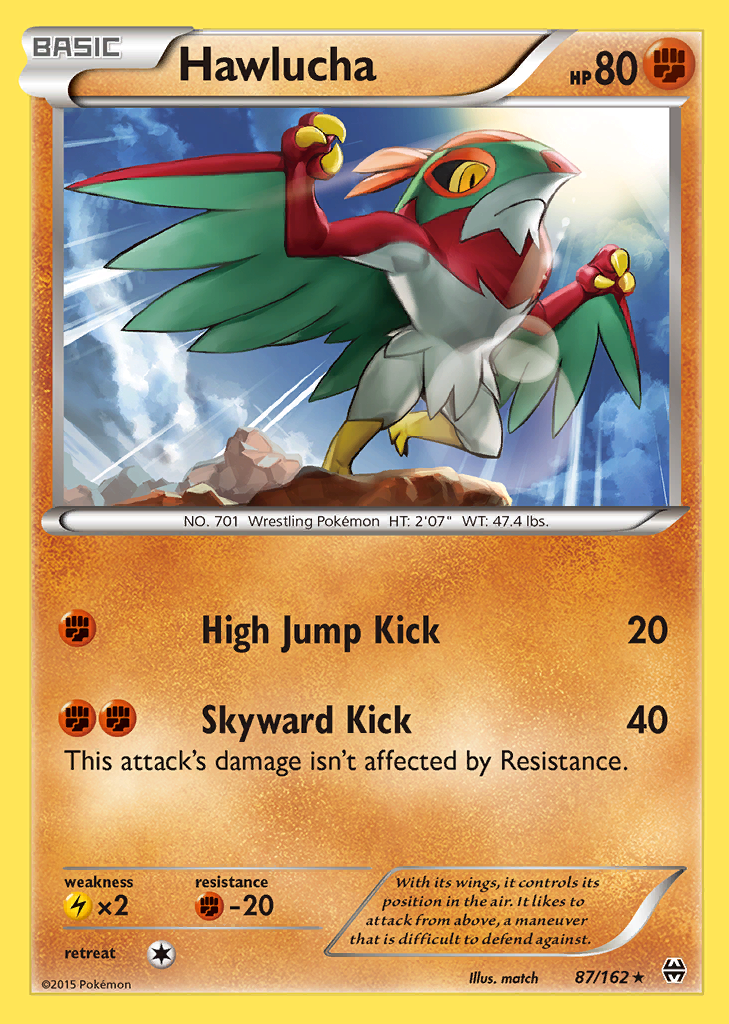 BASIC
Hawlucha
HP 80
NO. 701 Wrestling Pokémon HT: 2'07" WT: 47.4 lbs.
High Jump Kick 20
Skyward Kick 40
This attack's damage isn't affected by Resistance.
weakness resistance
×2 -20
retreat
With its wings, it controls its
position in the air. It likes to
attack from above, a maneuver
that is difficult to defend against.
Illus. match 87/162 ★
©2015 Pokémon